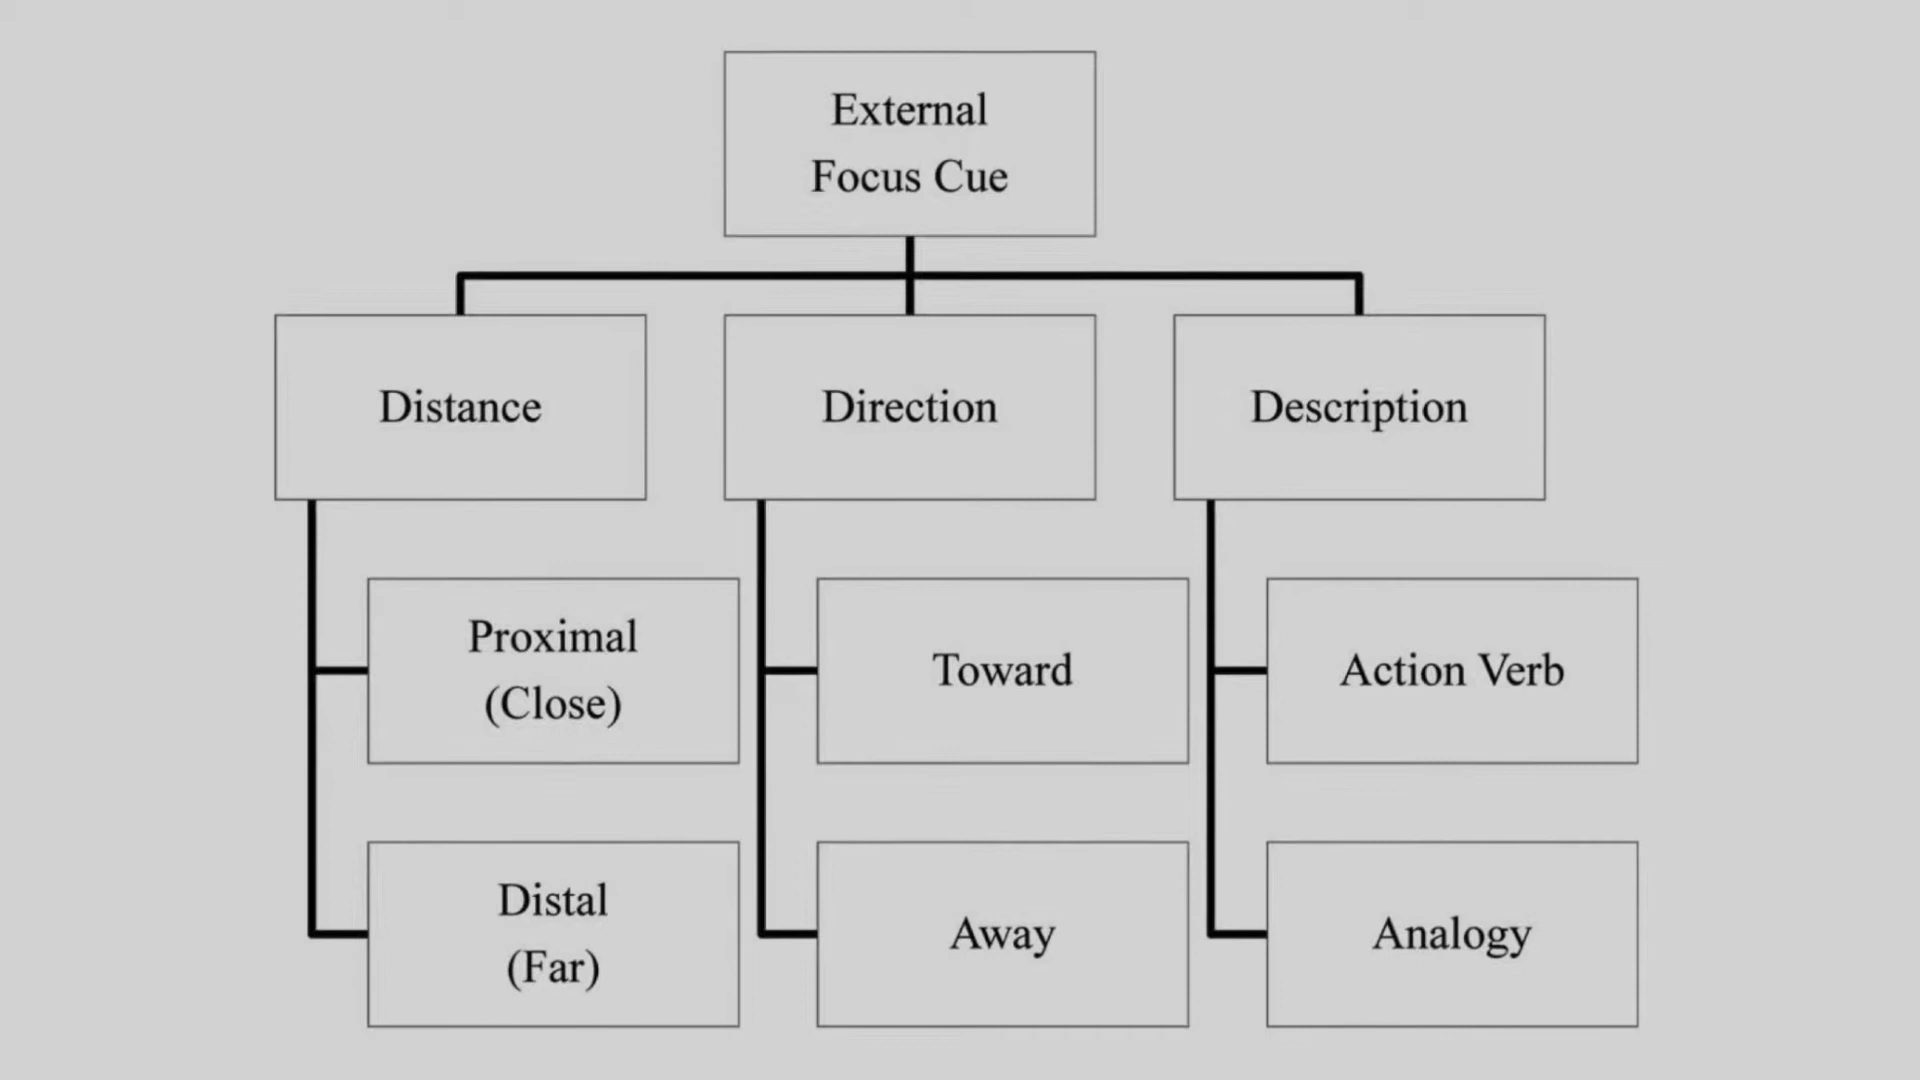 External
Focus Cue
Distance
Direction
Description
Proximal
(Close)
Toward
Action Verb
Distal
(Far)
Away
Analogy